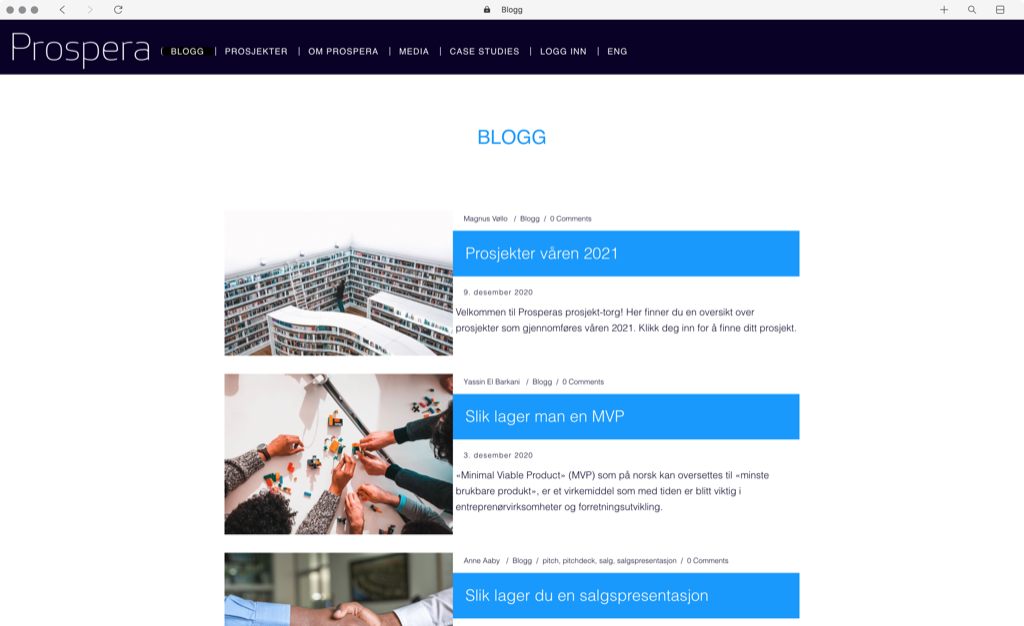 Blogg
Prospera
BLOGG | PROSJEKTER | OM PROSPERA | MEDIA | CASE STUDIES | LOGG INN | ENG
BLOGG
Magnus Vøllo / Blogg / 0 Comments
Prosjekter våren 2021
9. desember 2020
Velkommen til Prosperas prosjekt-torg! Her finner du en oversikt over
prosjekter som gjennomføres våren 2021. Klikk deg inn for å finne ditt prosjekt.
Yassin El Barkani / Blogg / 0 Comments
Slik lager man en MVP
3. desember 2020
«Minimal Viable Product» (MVP) som på norsk kan oversettes til «minste
brukbare produkt», er et virkemiddel som med tiden er blitt viktig i
entreprenørvirksomheter og forretningsutvikling.
Anne Aaby / Blogg / pitch, pitchdeck, salg, salgspresentasjon / 0 Comments
Slik lager du en salgspresentasjon